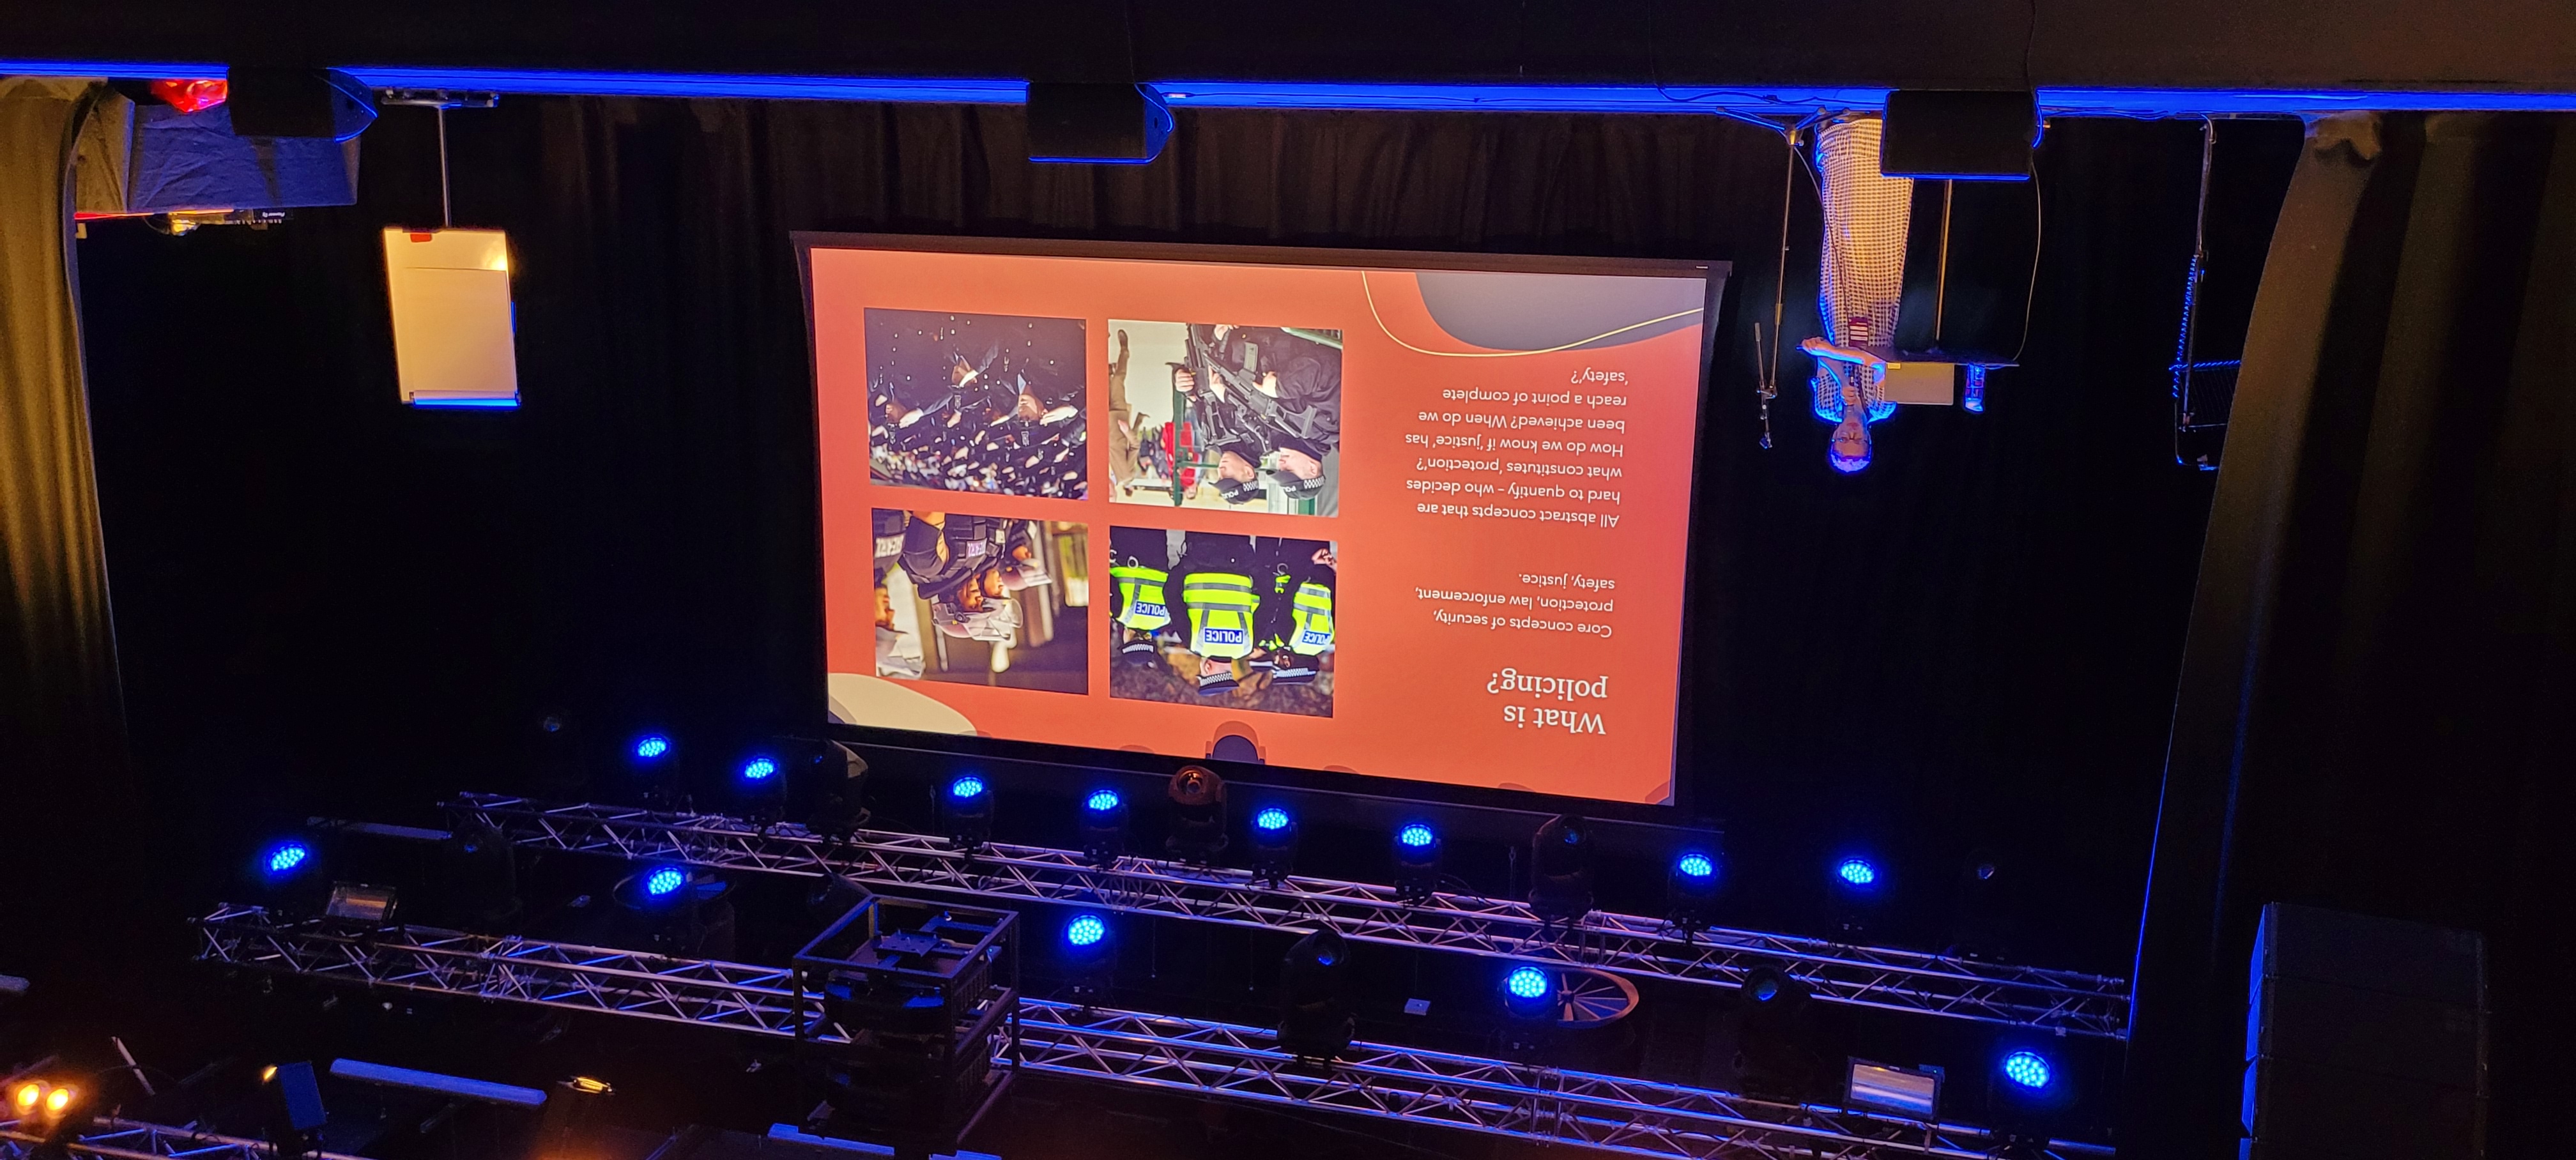 What is
policing?
Core concepts of security,
protection, law enforcement,
safety, justice.
All abstract concepts that are
hard to quantify – who decides
what constitutes ‘protection’?
How do we know if ‘justice’ has
been achieved? When do we
reach a point of complete
‘safety’?
POLICE
POLICE
POLICE